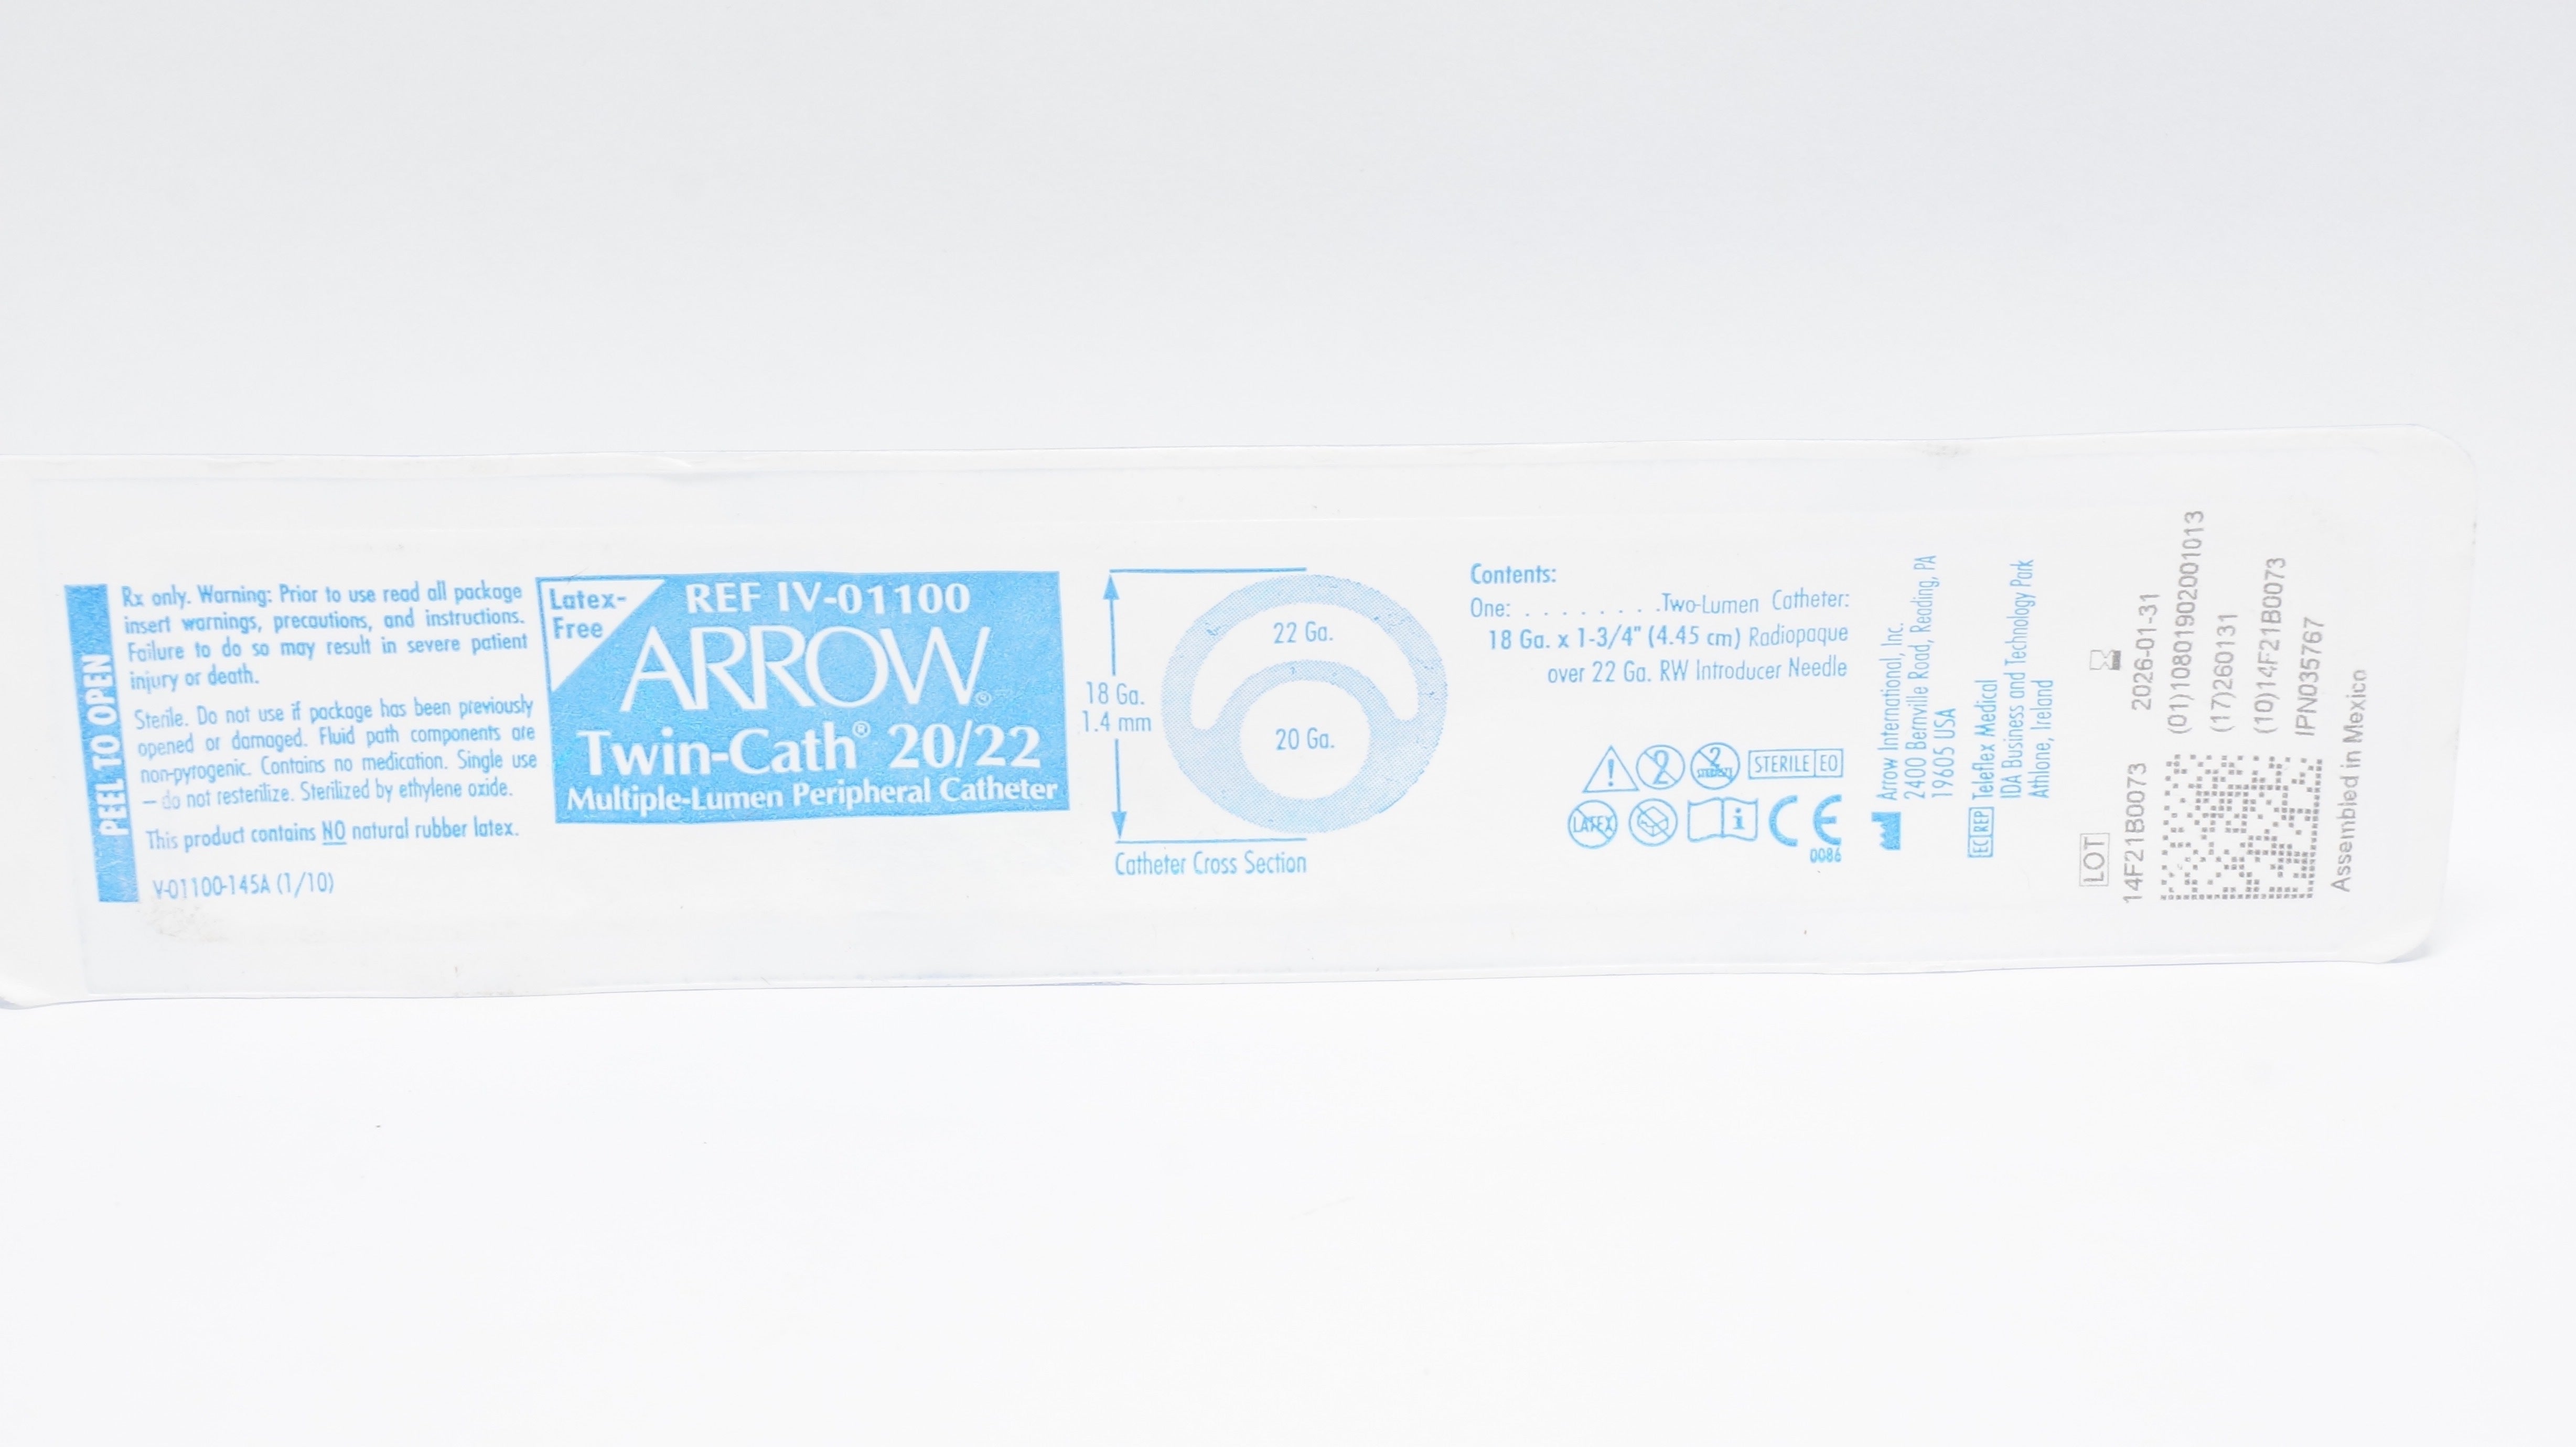 PEEL TO OPEN
Rx only. Warning: Prior to use read all package
insert warnings, precautions, and instructions.
Failure to do so may result in severe patient
injury or death.
Sterile. Do not use if package has been previously
opened or damaged. Fluid path components are
non-pyrogenic. Contains no medication. Single use
– do not resterilize. Sterilized by ethylene oxide.
This product contains NO natural rubber latex.
V-01100-145A (1/10)
Latex-
Free
REF IV-01100
ARROW®
Twin-Cath® 20/22
Multiple-Lumen Peripheral Catheter
18 Ga.
1.4 mm
22 Ga.
20 Ga.
Catheter Cross Section
Contents:
One: . . . . . . . . .Two-Lumen Catheter:
18 Ga. x 1-3/4" (4.45 cm) Radiopaque
over 22 Ga. RW Introducer Needle
2
2
STERILE EO
LATEX
i
CE
0086
Arrow International, Inc.
2400 Bernville Road, Reading, PA
19605 USA
EC REP Teleflex Medical
IDA Business and Technology Park
Athlone, Ireland
LOT
14F21B0073 2026-01-31
(01)10801902001013
(17)260131
(10)14F21B0073
IPN035767
Assembled in Mexico